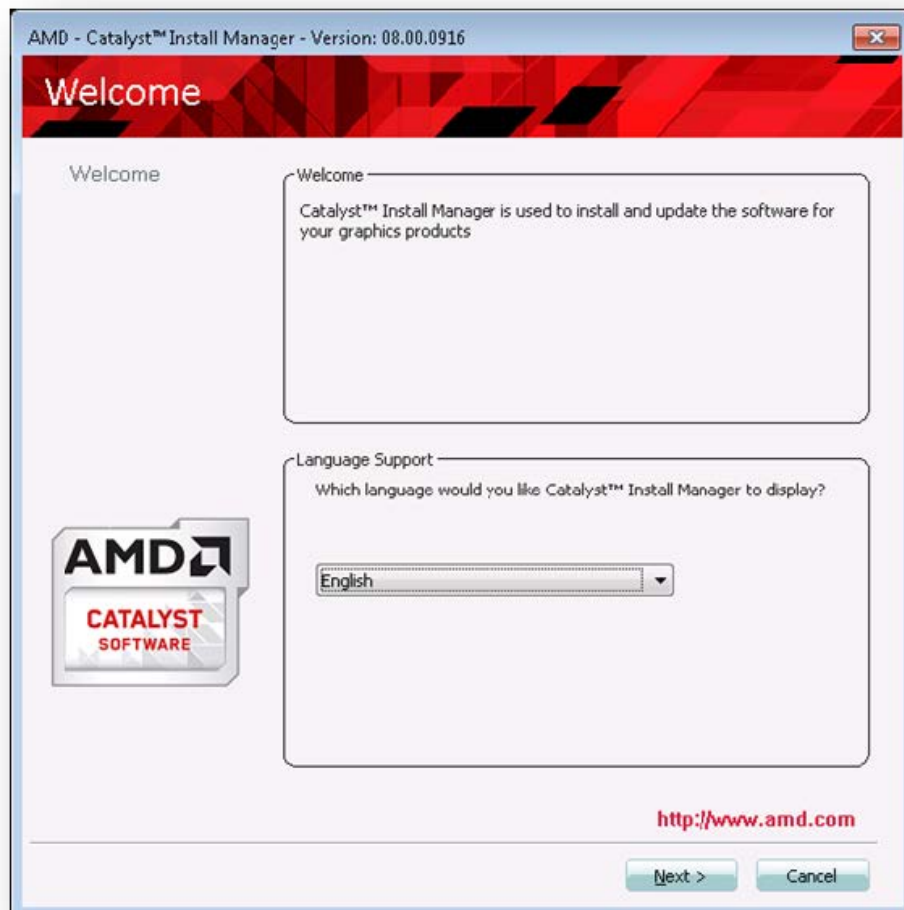 AMD - Catalyst™ Install Manager - Version: 08.00.0916
Welcome
Welcome
Welcome
Catalyst™ Install Manager is used to install and update the software for
your graphics products
Language Support
Which language would you like Catalyst™ Install Manager to display?
English
AMD
CATALYST
SOFTWARE
http://www.amd.com
Next >
Cancel